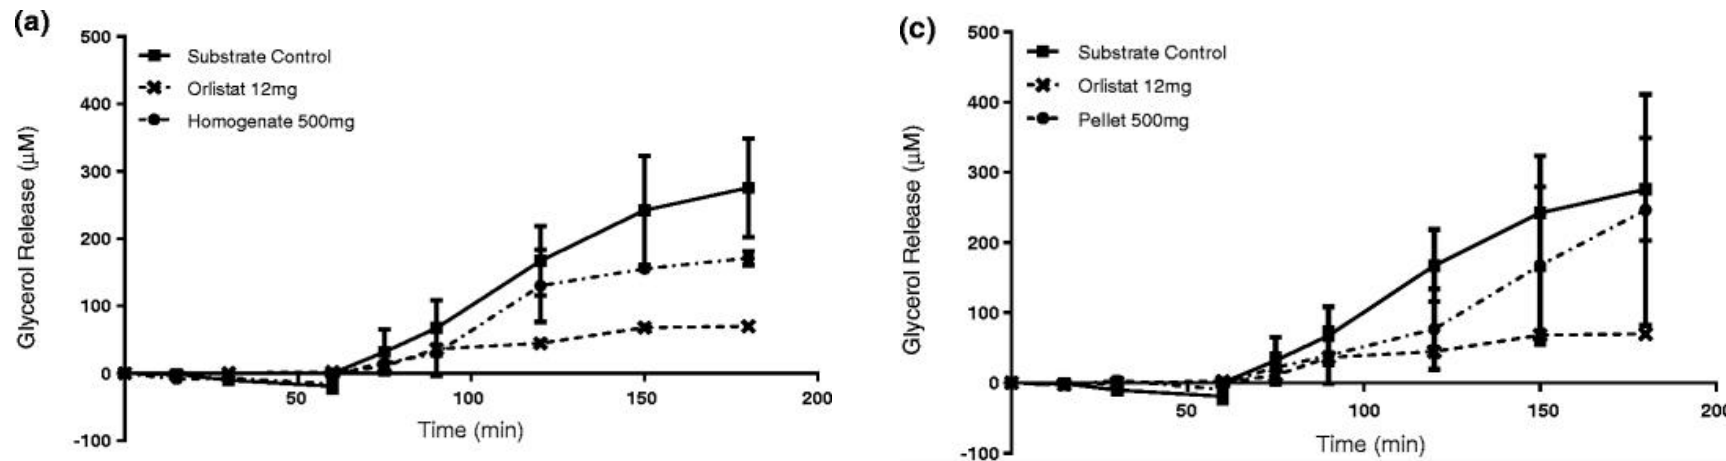 (a)
500
400
300
200
100
0
-100
50
100
150
200
Glycerol Release (μM)
Time (min)
Substrate Control
Orlistat 12mg
Homogenate 500mg
(c)
500
400
300
200
100
0
-100
50
100
150
200
Glycerol Release (μM)
Time (min)
Substrate Control
Orlistat 12mg
Pellet 500mg